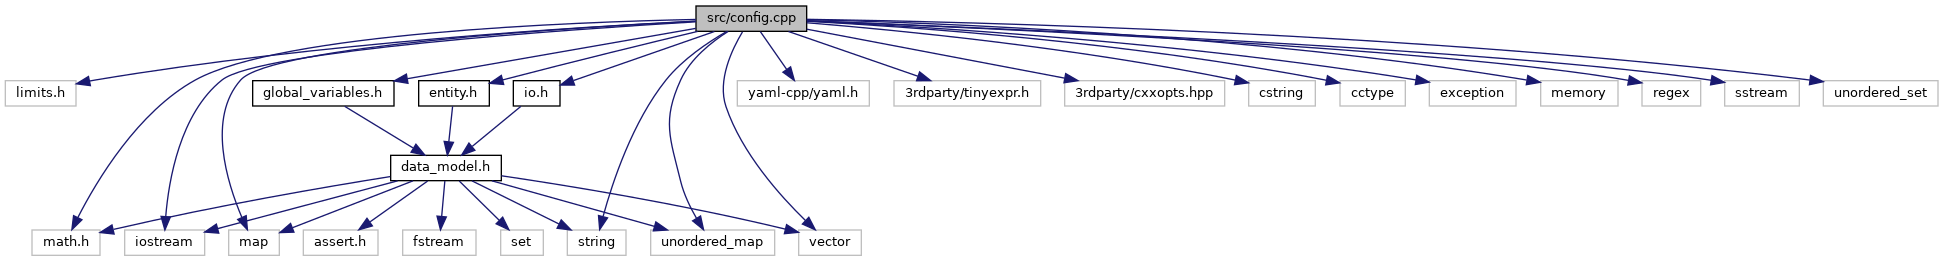 src/config.cpp
limits.h
global_variables.h
entity.h
io.h
yaml-cpp/yaml.h
3rdparty/tinyexpr.h
3rdparty/cxxopts.hpp
cstring
cctype
exception
memory
regex
sstream
unordered_set
data_model.h
math.h
iostream
map
assert.h
fstream
set
string
unordered_map
vector